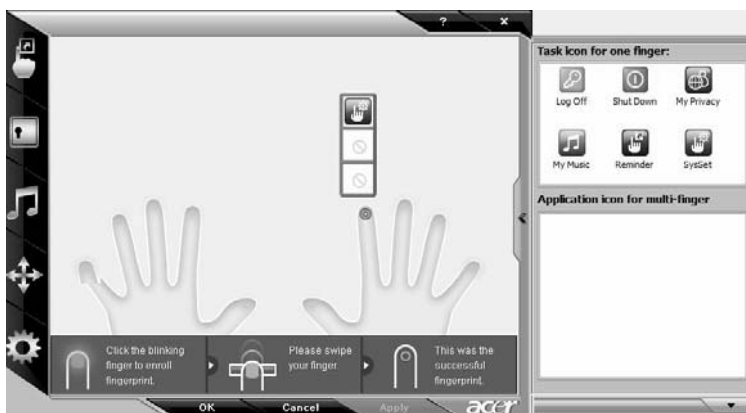 ? x
Task icon for one finger:
Log Off Shut Down My Privacy
My Music Reminder SysSet
Application icon for multi-finger
Click the blinking
finger to enroll
fingerprint.
Please swipe
your finger
This was the
successful
fingerprint.
OK Cancel Apply acer